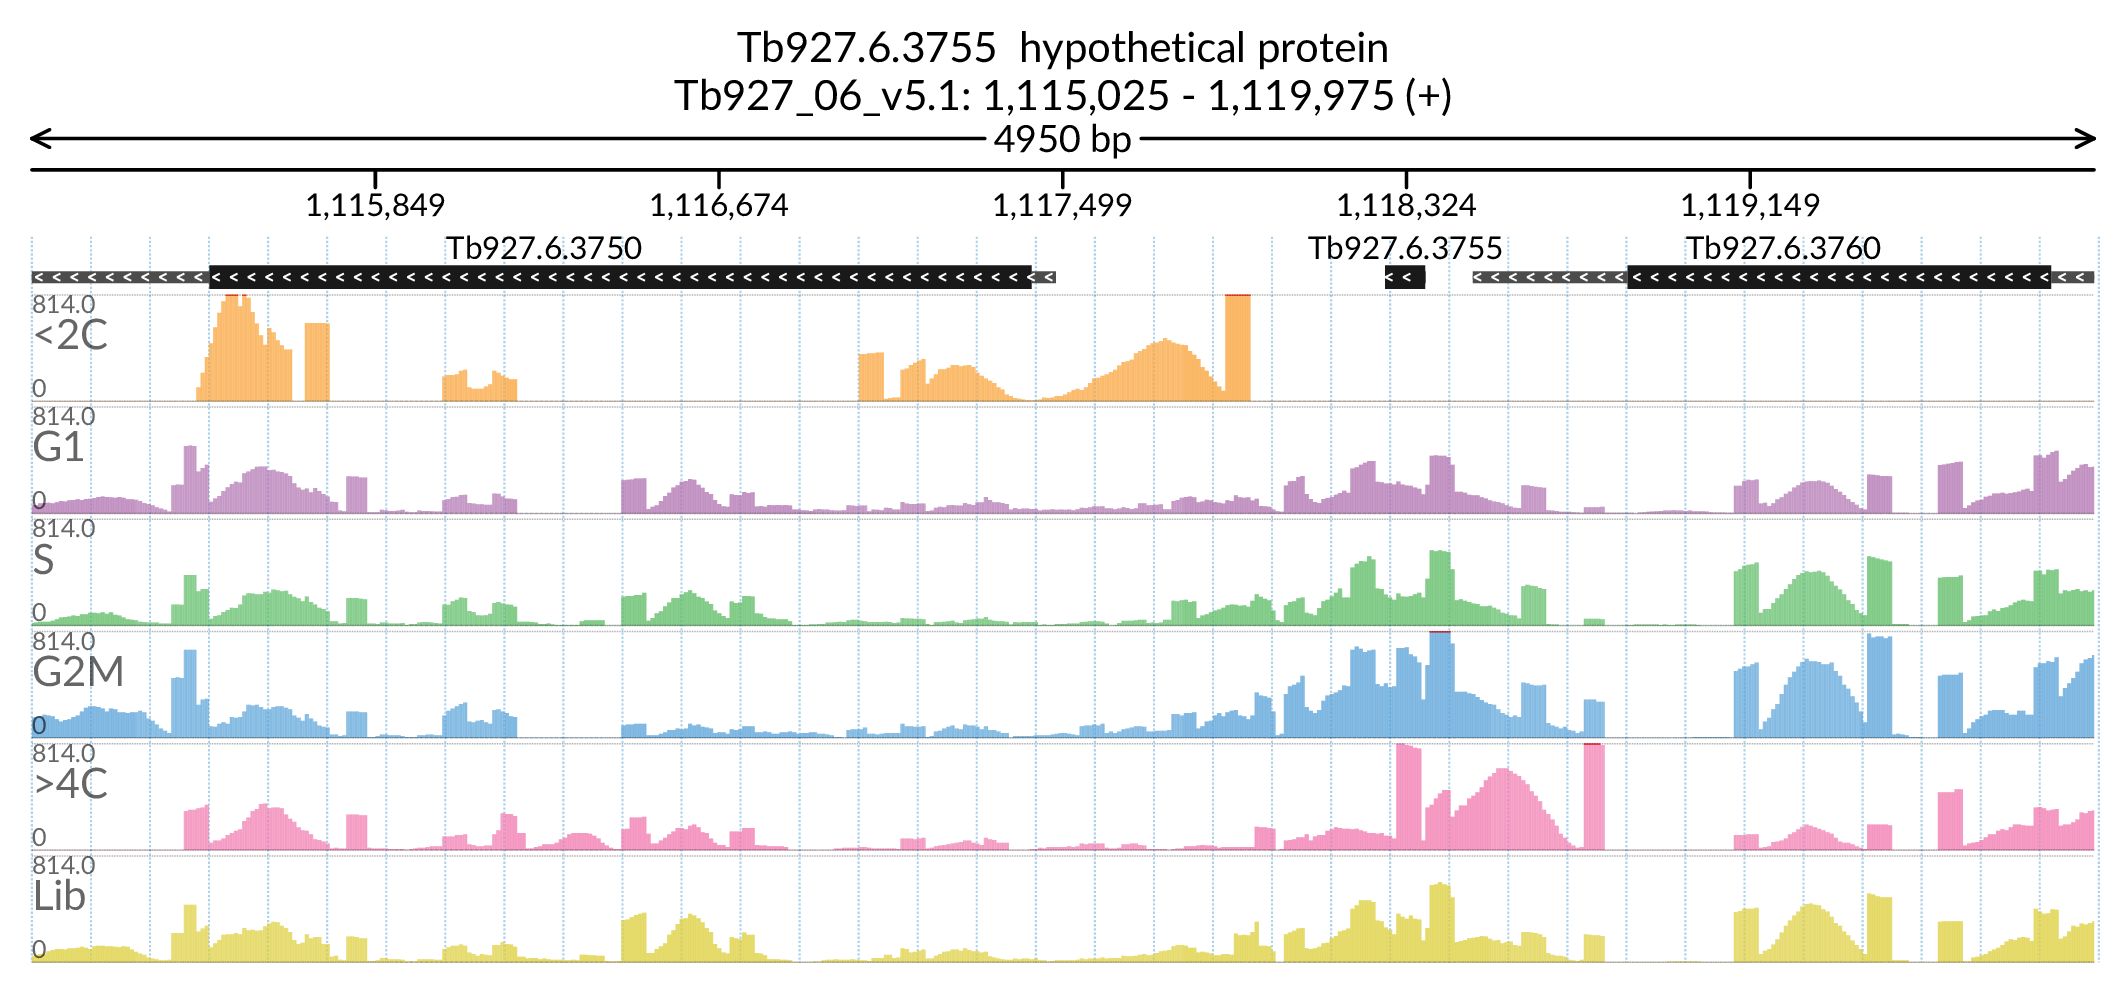 Tb927.6.3755 hypothetical protein
Tb927_06_v5.1: 1,115,025 - 1,119,975 (+)
4950 bp
1,115,849 1,116,674 1,117,499 1,118,324 1,119,149
Tb927.6.3750 Tb927.6.3755 Tb927.6.3760
814.0
<2C
0
814.0
G1
0
814.0
S
0
814.0
G2M
0
814.0
>4C
0
814.0
Lib
0